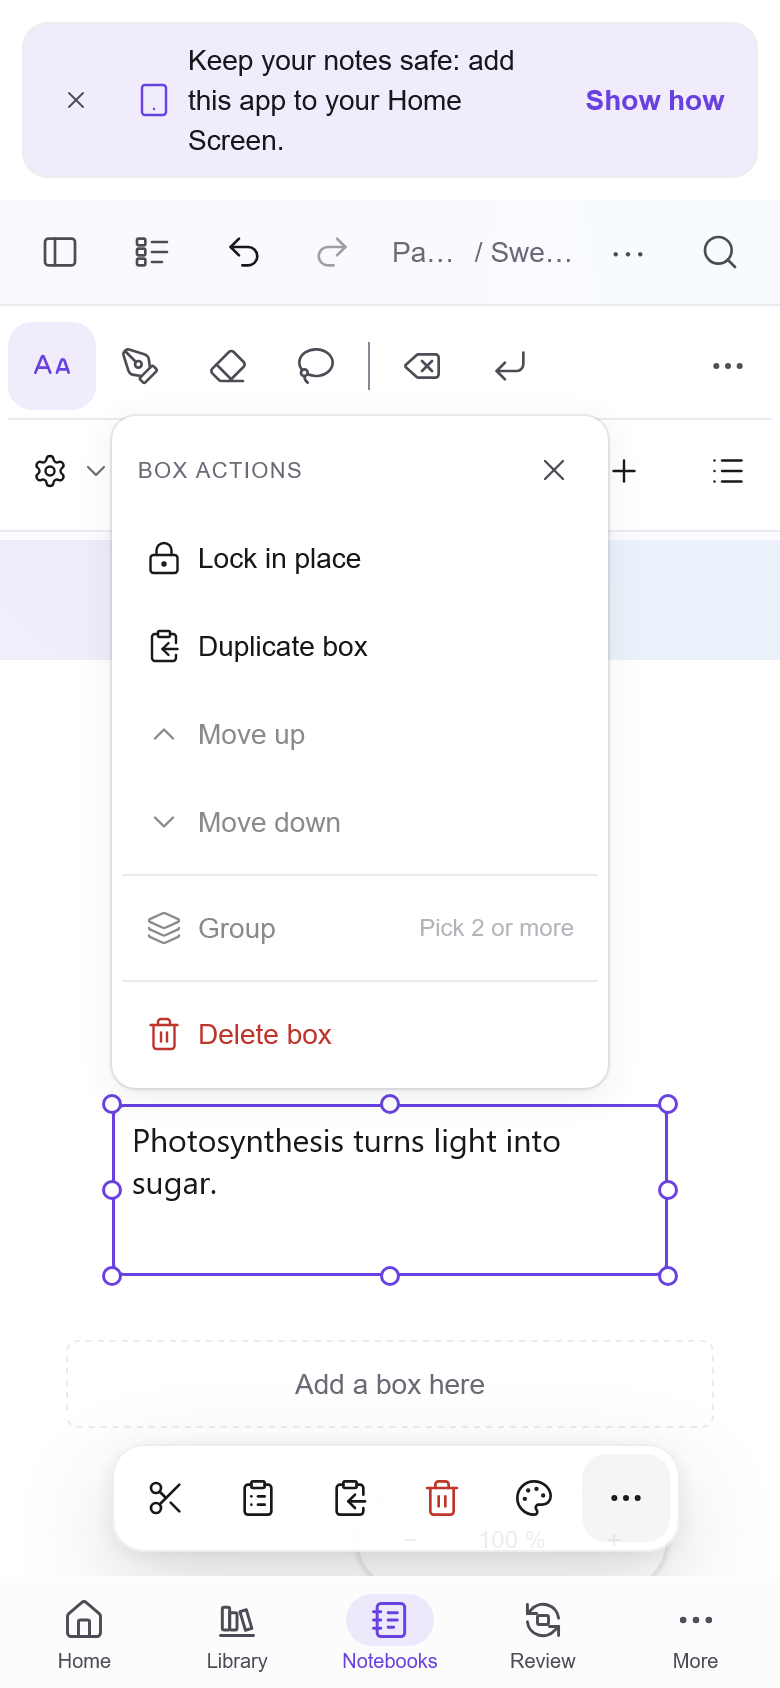 Keep your notes safe: add
this app to your Home
Screen.
Show how
Pa... / Swe...
AA
BOX ACTIONS
Lock in place
Duplicate box
Move up
Move down
Group Pick 2 or more
Delete box
Photosynthesis turns light into
sugar.
Add a box here
− 100 % +
Home Library Notebooks Review More